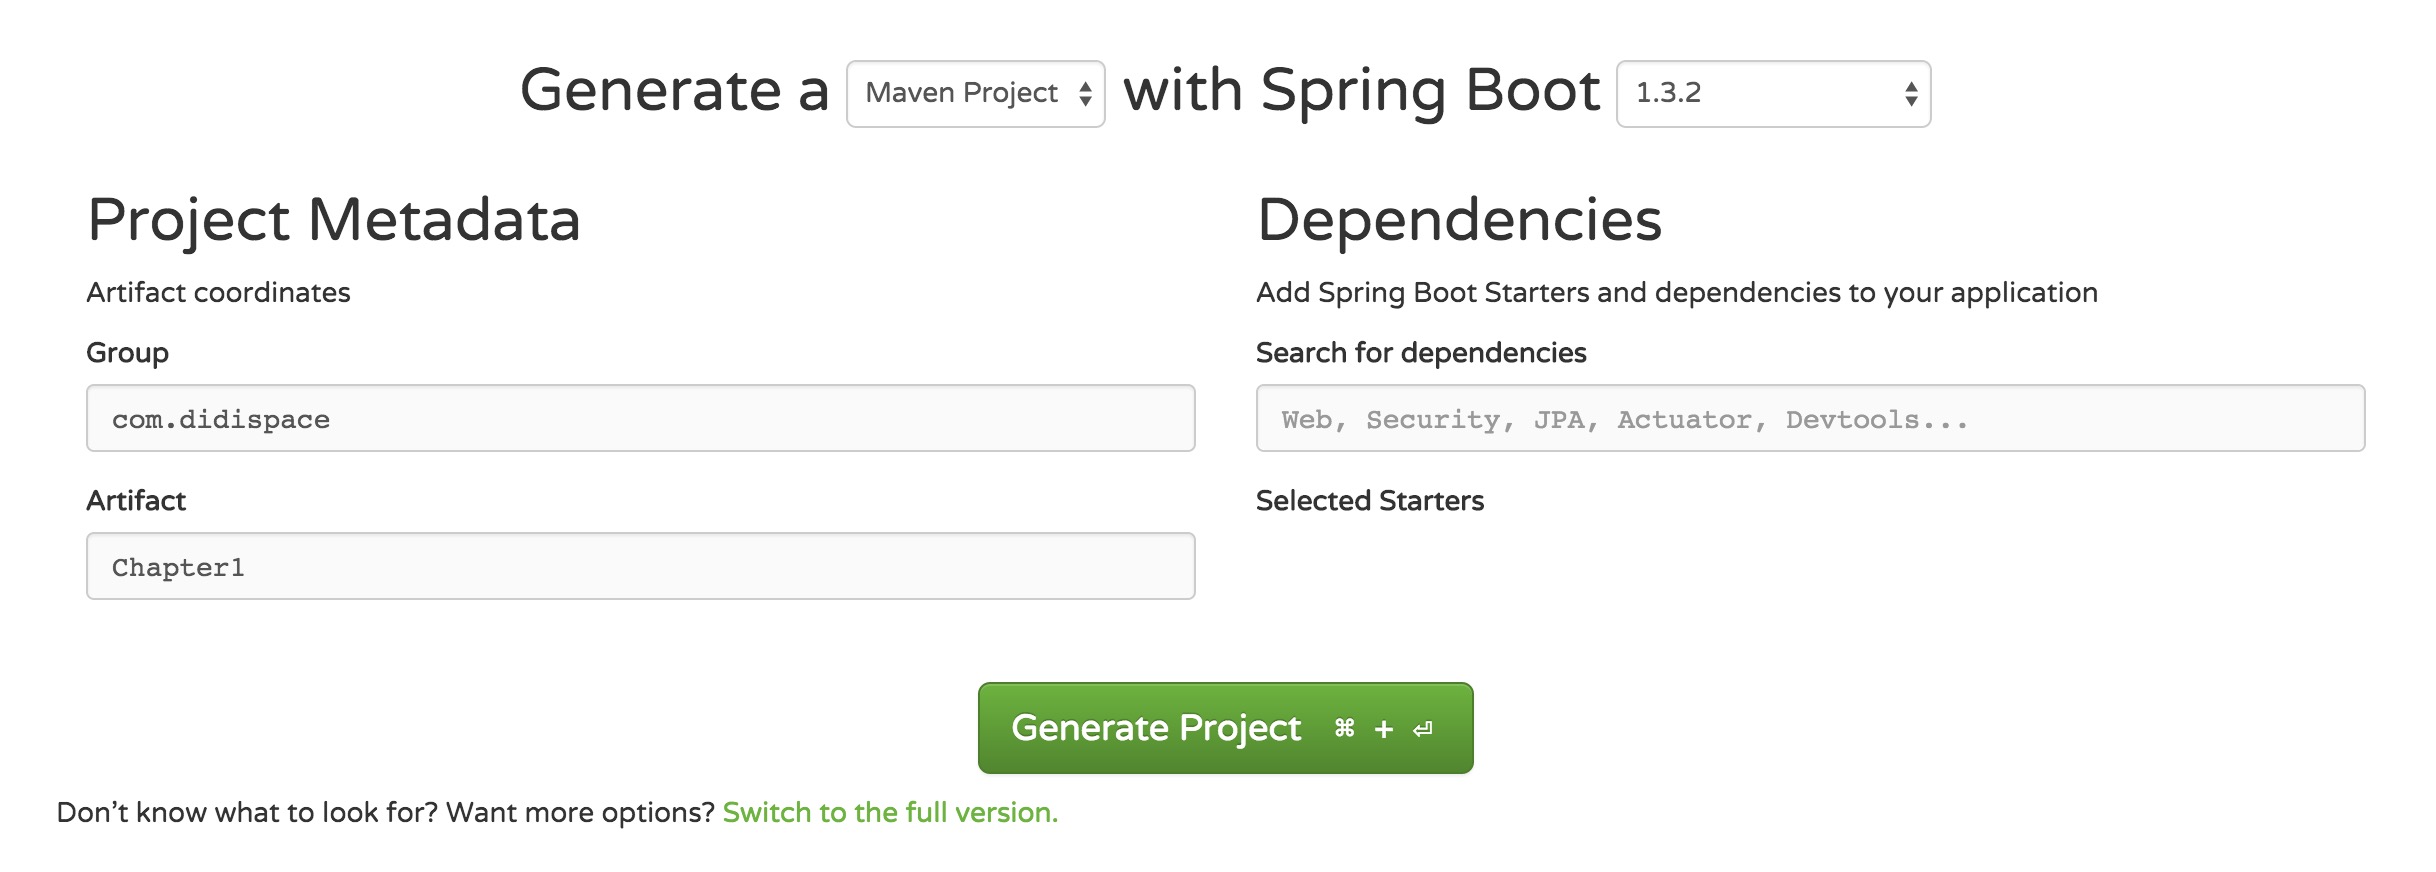 Generate a Maven Project with Spring Boot 1.3.2
Project Metadata
Artifact coordinates
Group
com.didispace
Artifact
Chapter1
Dependencies
Add Spring Boot Starters and dependencies to your application
Search for dependencies
Web, Security, JPA, Actuator, Devtools...
Selected Starters
Generate Project ⌘ + ⏎
Don't know what to look for? Want more options? Switch to the full version.